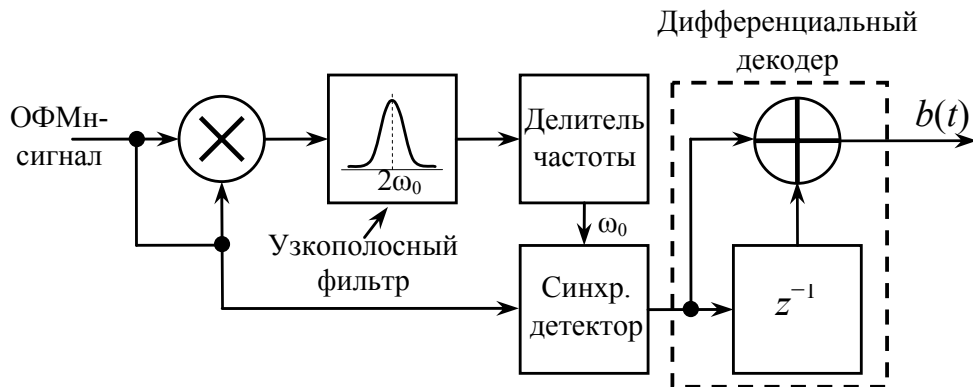 Дифференциальный
декодер
ОФМн-
сигнал
2ω₀
Делитель
частоты
b(t)
Узкополосный
фильтр
ω₀
Синхр.
детектор
z⁻¹